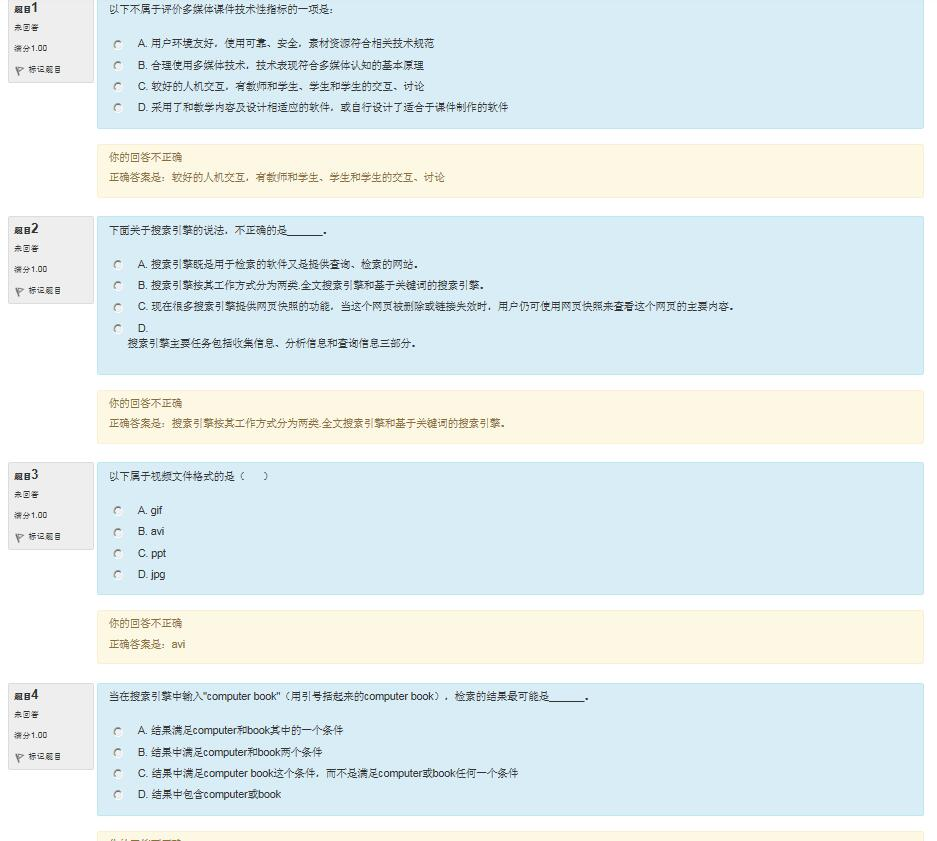 题目1
未回答
满分1.00
标记题目
以下不属于评价多媒体课件技术性指标的一项是:
A. 用户环境友好，使用可靠、安全，素材资源符合相关技术规范
B. 合理使用多媒体技术，技术表现符合多媒体认知的基本原理
C. 较好的人机交互，有教师和学生、学生和学生的交互、讨论
D. 采用了和教学内容及设计相适应的软件，或自行设计了适合于课件制作的软件
你的回答不正确
正确答案是：较好的人机交互，有教师和学生、学生和学生的交互、讨论
题目2
未回答
满分1.00
标记题目
下面关于搜索引擎的说法，不正确的是______。
A. 搜索引擎既是用于检索的软件又是提供查询、检索的网站。
B. 搜索引擎按其工作方式分为两类,全文搜索引擎和基于关键词的搜索引擎。
C. 现在很多搜索引擎提供网页快照的功能，当这个网页被删除或链接失效时，用户仍可使用网页快照来查看这个网页的主要内容。
D.
搜索引擎主要任务包括收集信息、分析信息和查询信息三部分。
你的回答不正确
正确答案是：搜索引擎按其工作方式分为两类,全文搜索引擎和基于关键词的搜索引擎。
题目3
未回答
满分1.00
标记题目
以下属于视频文件格式的是（　　）
A. gif
B. avi
C. ppt
D. jpg
你的回答不正确
正确答案是：avi
题目4
未回答
满分1.00
标记题目
当在搜索引擎中输入"computer book"（用引号括起来的computer book），检索的结果最可能是______。
A. 结果满足computer和book其中的一个条件
B. 结果中满足computer和book两个条件
C. 结果中满足computer book这个条件，而不是满足computer或book任何一个条件
D. 结果中包含computer或book